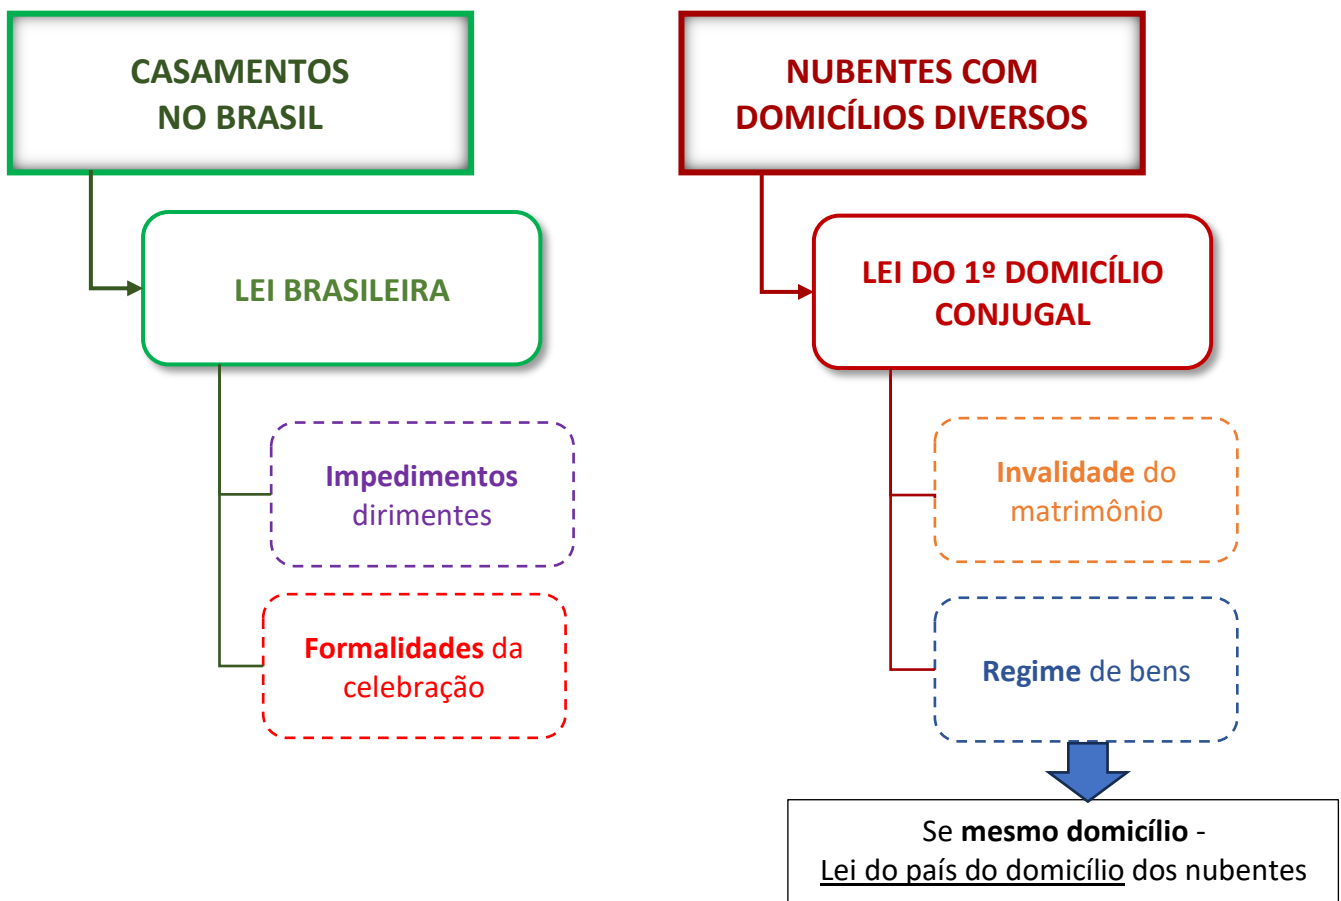 CASAMENTOS
NO BRASIL
LEI BRASILEIRA
Impedimentos
dirimentes
Formalidades da
celebração
NUBENTES COM
DOMICÍLIOS DIVERSOS
LEI DO 1º DOMICÍLIO
CONJUGAL
Invalidade do
matrimônio
Regime de bens
Se mesmo domicílio -
Lei do país do domicílio dos nubentes